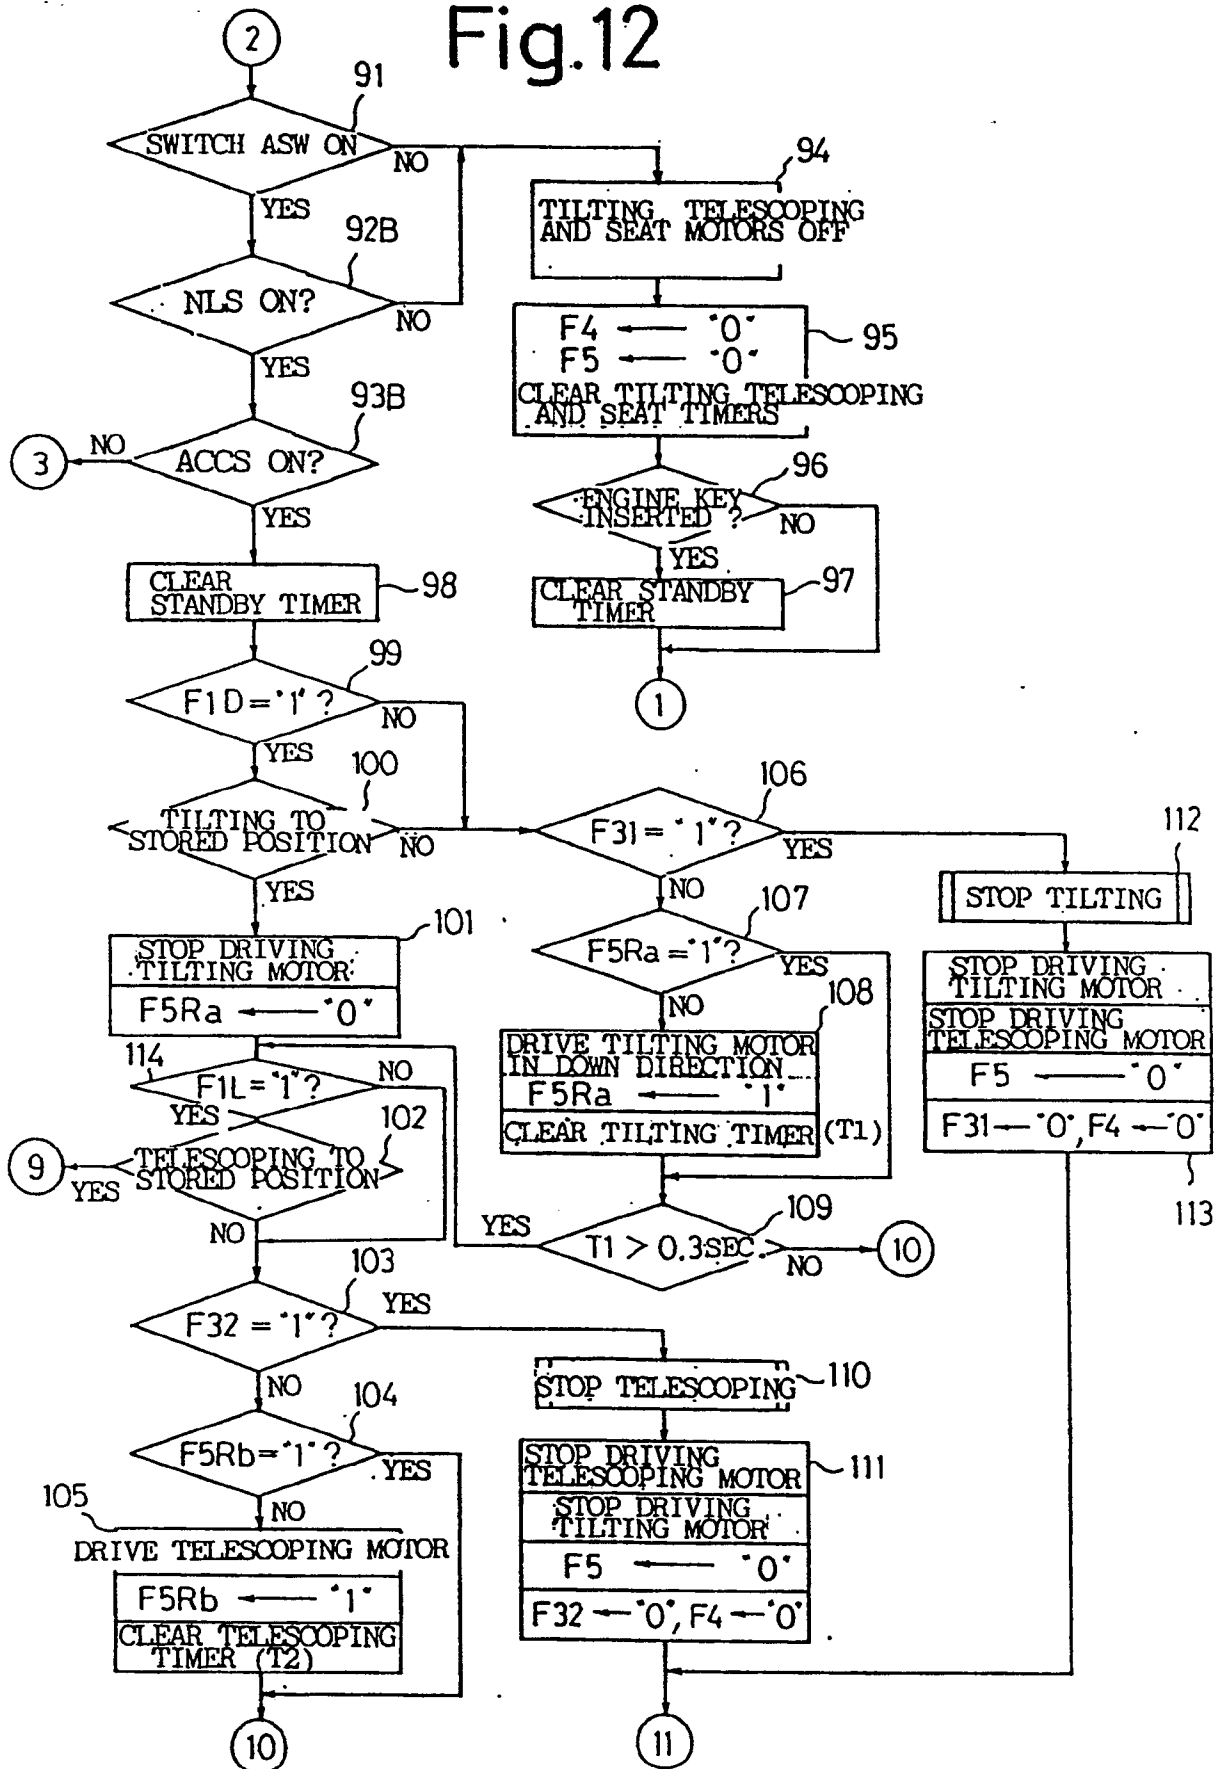 Fig.12
2
91
SWITCH ASW ON
NO
YES
92B
NLS ON?
NO
YES
93B
ACCS ON?
NO
3
YES
94
TILTING TELESCOPING
AND SEAT MOTORS OFF
95
F4 ← "0"
F5 ← "0"
CLEAR TILTING TELESCOPING
AND SEAT TIMERS
96
ENGINE KEY
INSERTED ?
NO
YES
97
CLEAR STANDBY
TIMER
1
98
CLEAR
STANDBY TIMER
99
F1D = "1" ?
NO
YES
100
TILTING TO
STORED POSITION
NO
YES
101
STOP DRIVING
TILTING MOTOR
F5Ra ← "0"
106
F31 = "1" ?
YES
NO
107
F5Ra = "1" ?
YES
NO
108
DRIVE TILTING MOTOR
IN DOWN DIRECTION
F5Ra ← "1"
CLEAR TILTING TIMER (T1)
112
STOP TILTING
STOP DRIVING
TILTING MOTOR
STOP DRIVING
TELESCOPING MOTOR
F5 ← "0"
F31 ← "0", F4 ← "0"
113
114
F1L = "1" ?
NO
YES
102
TELESCOPING TO
STORED POSITION
9
YES
NO
109
T1 > 0.3 SEC.
YES
NO
10
103
F32 = "1" ?
YES
NO
104
F5Rb = "1" ?
YES
NO
105
DRIVE TELESCOPING MOTOR
F5Rb ← "1"
CLEAR TELESCOPING
TIMER (T2)
10
110
STOP TELESCOPING
111
STOP DRIVING
TELESCOPING MOTOR
STOP DRIVING
TILTING MOTOR
F5 ← "0"
F32 ← "0", F4 ← "0"
11